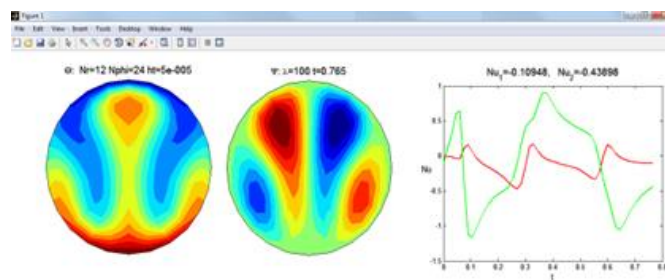 Figure 1
File Edit View Insert Tools Desktop Window Help
Θ: Nr=12 Nphi=24 ht=5e-005
Ψ: λ=100 t=0.765
Nu1=-0.10948, Nu2=-0.43898
1
0.5
0
Nu
-0.5
-1
-1.5
0 0.1 0.2 0.3 0.4 0.5 0.6 0.7 0.8
t